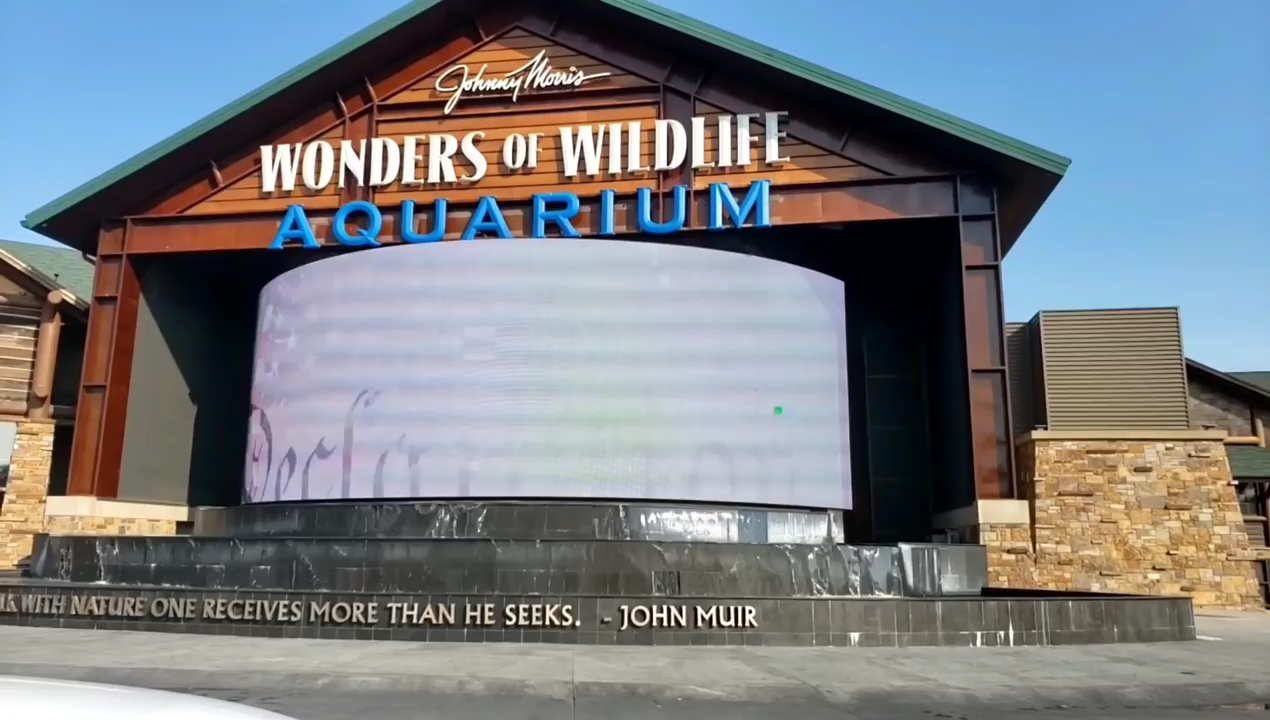 Johnny Morris
WONDERS OF WILDLIFE
AQUARIUM
WITH NATURE ONE RECEIVES MORE THAN HE SEEKS. - JOHN MUIR